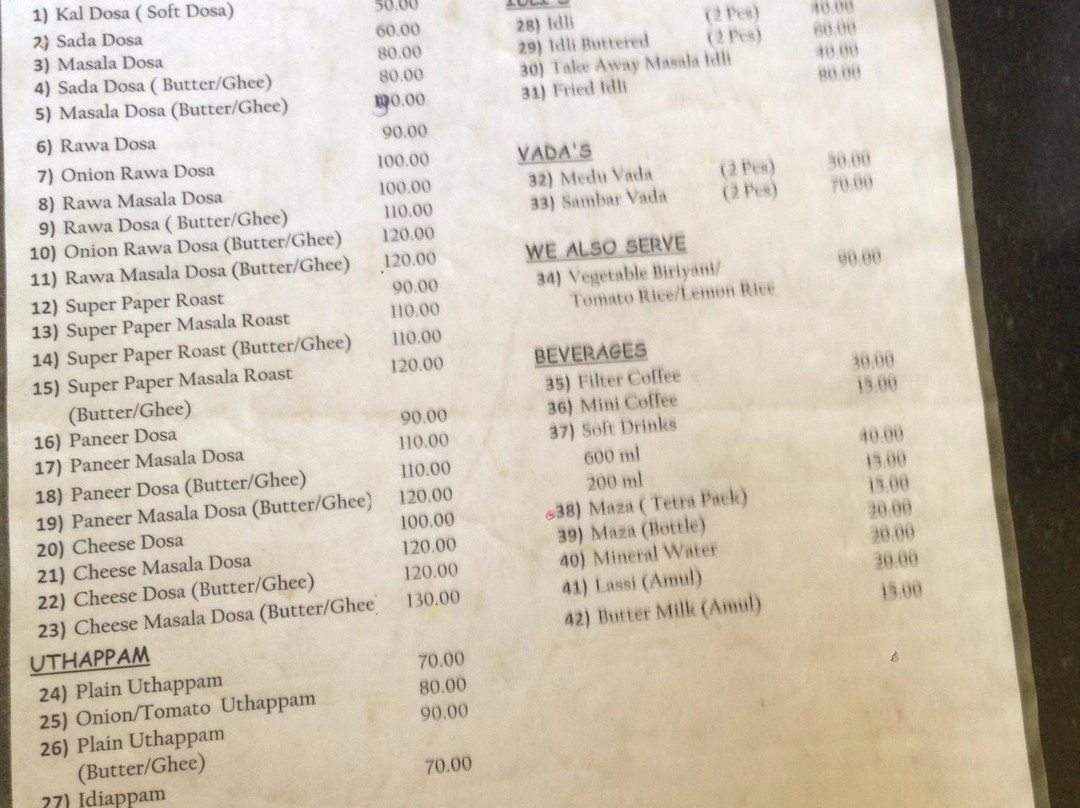 1) Kal Dosa ( Soft Dosa) 50.00
2) Sada Dosa 60.00
3) Masala Dosa 80.00
4) Sada Dosa ( Butter/Ghee) 80.00
5) Masala Dosa (Butter/Ghee)
6) Rawa Dosa 90.00
7) Onion Rawa Dosa 100.00
8) Rawa Masala Dosa 100.00
9) Rawa Dosa ( Butter/Ghee) 110.00
10) Onion Rawa Dosa (Butter/Ghee) 120.00
11) Rawa Masala Dosa (Butter/Ghee) 120.00
12) Super Paper Roast 90.00
13) Super Paper Masala Roast 110.00
14) Super Paper Roast (Butter/Ghee) 110.00
15) Super Paper Masala Roast 120.00
(Butter/Ghee)
16) Paneer Dosa 90.00
17) Paneer Masala Dosa 110.00
18) Paneer Dosa (Butter/Ghee) 110.00
19) Paneer Masala Dosa (Butter/Ghee) 120.00
20) Cheese Dosa 100.00
21) Cheese Masala Dosa 120.00
22) Cheese Dosa (Butter/Ghee) 120.00
23) Cheese Masala Dosa (Butter/Ghee 130.00
UTHAPPAM
24) Plain Uthappam 70.00
25) Onion/Tomato Uthappam 80.00
26) Plain Uthappam 90.00
(Butter/Ghee)
27) Idiappam 70.00
28) Idli (2 Pcs) 40.00
29) Idli Buttered (2 Pcs) 60.00
30) Take Away Masala Idli 40.00
31) Fried Idli 80.00
VADA'S
32) Medu Vada (2 Pcs)
33) Sambar Vada (2 Pcs) 70.00
WE ALSO SERVE
34) Vegetable Biriyani/ 90.00
Tomato Rice/Lemon Rice
BEVERAGES
35) Filter Coffee 30.00
36) Mini Coffee 15.00
37) Soft Drinks
600 ml 40.00
200 ml 15.00
38) Maza ( Tetra Pack) 15.00
39) Maza (Bottle)
40) Mineral Water 20.00
41) Lassi (Amul)
42) Butter Milk (Amul) 15.00